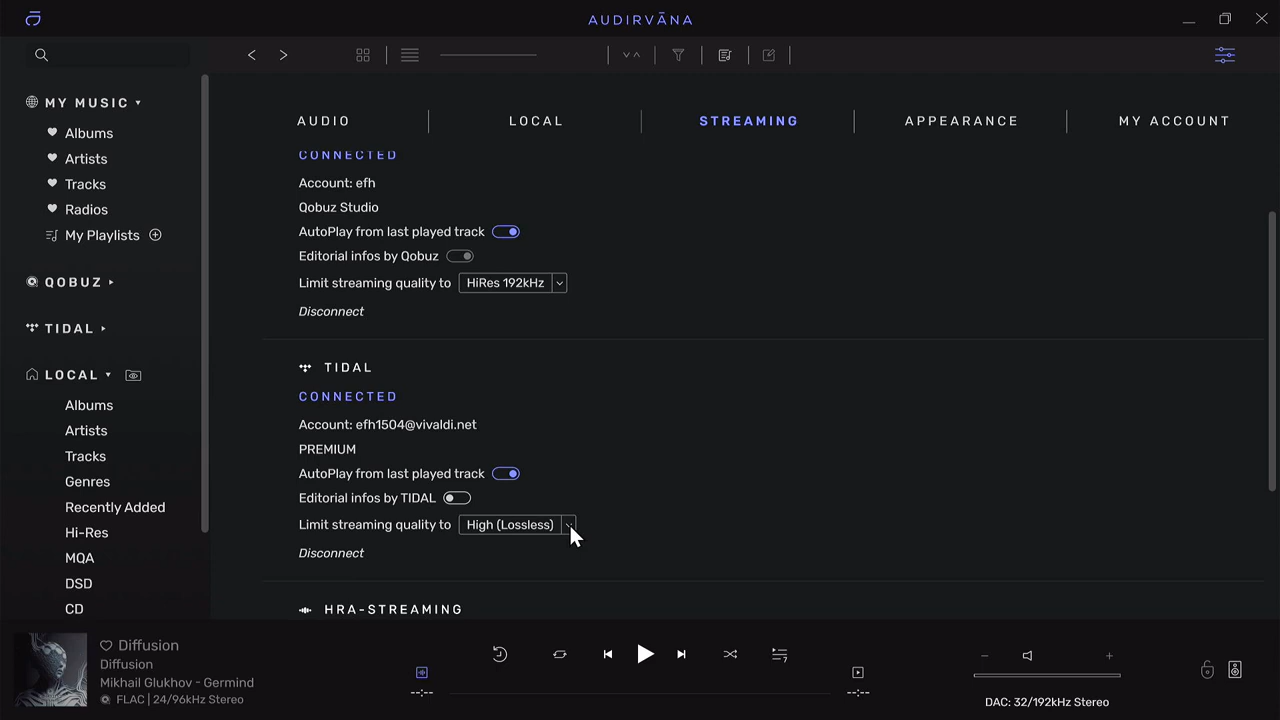 AUDIRVĀNA
MY MUSIC
Albums
Artists
Tracks
Radios
My Playlists
QOBUZ
TIDAL
LOCAL
Albums
Artists
Tracks
Genres
Recently Added
Hi-Res
MQA
DSD
CD
AUDIO
LOCAL
STREAMING
APPEARANCE
MY ACCOUNT
CONNECTED
Account: efh
Qobuz Studio
AutoPlay from last played track
Editorial infos by Qobuz
Limit streaming quality to HiRes 192kHz
Disconnect
TIDAL
CONNECTED
Account: efh1504@vivaldi.net
PREMIUM
AutoPlay from last played track
Editorial infos by TIDAL
Limit streaming quality to High (Lossless)
Disconnect
HRA-STREAMING
Diffusion
Diffusion
Mikhail Glukhov - Germind
FLAC | 24/96kHz Stereo
--:--
7
--:--
DAC: 32/192kHz Stereo